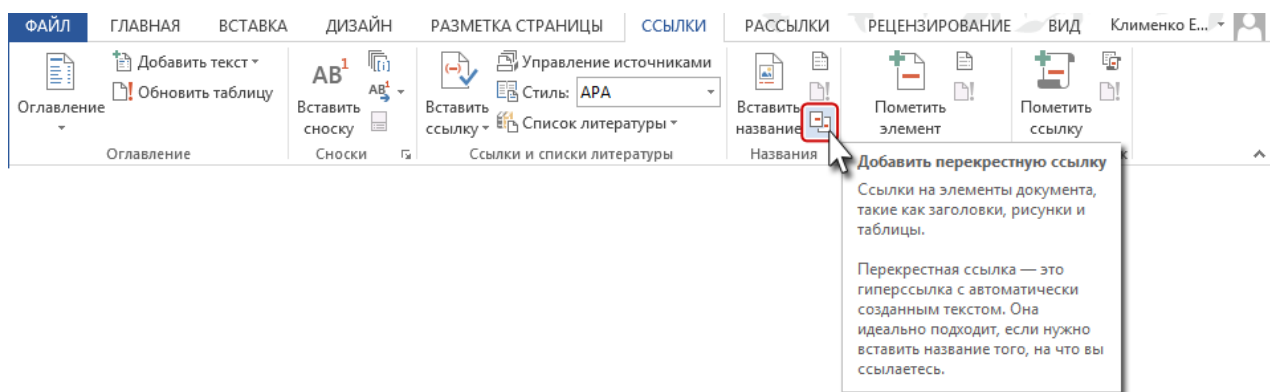 ФАЙЛ ГЛАВНАЯ ВСТАВКА ДИЗАЙН РАЗМЕТКА СТРАНИЦЫ ССЫЛКИ РАССЫЛКИ РЕЦЕНЗИРОВАНИЕ ВИД Клименко Е...
Оглавление
Добавить текст
Обновить таблицу
Оглавление
AB1
Вставить
сноску
AB1
Сноски
Вставить
ссылку
Управление источниками
Стиль: APA
Список литературы
Ссылки и списки литературы
Вставить
название
Названия
Пометить
элемент
Пометить
ссылку
Добавить перекрестную ссылку
Ссылки на элементы документа,
такие как заголовки, рисунки и
таблицы.
Перекрестная ссылка — это
гиперссылка с автоматически
созданным текстом. Она
идеально подходит, если нужно
вставить название того, на что вы
ссылаетесь.